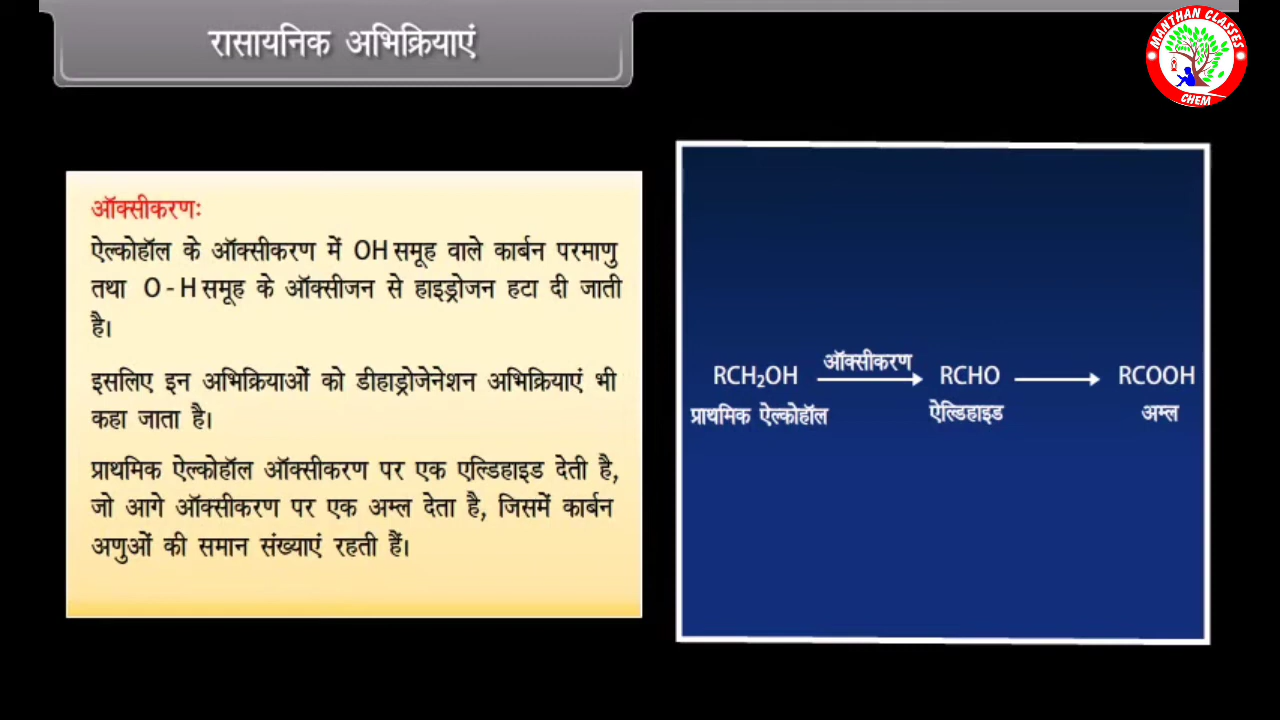 रासायनिक अभिक्रियाएं
MANTHAN CLASSES
CHEM
ऑक्सीकरणः
ऐल्कोहॉल के ऑक्सीकरण में OH समूह वाले कार्बन परमाणु
तथा O - H समूह के ऑक्सीजन से हाइड्रोजन हटा दी जाती
है।
इसलिए इन अभिक्रियाओं को डीहाड्रोजेनेशन अभिक्रियाएं भी
कहा जाता है।
प्राथमिक ऐल्कोहॉल ऑक्सीकरण पर एक एल्डिहाइड देती है,
जो आगे ऑक्सीकरण पर एक अम्ल देता है, जिसमें कार्बन
अणुओं की समान संख्याएं रहती हैं।
ऑक्सीकरण
RCH₂OH RCHO RCOOH
प्राथमिक ऐल्कोहॉल ऐल्डिहाइड अम्ल